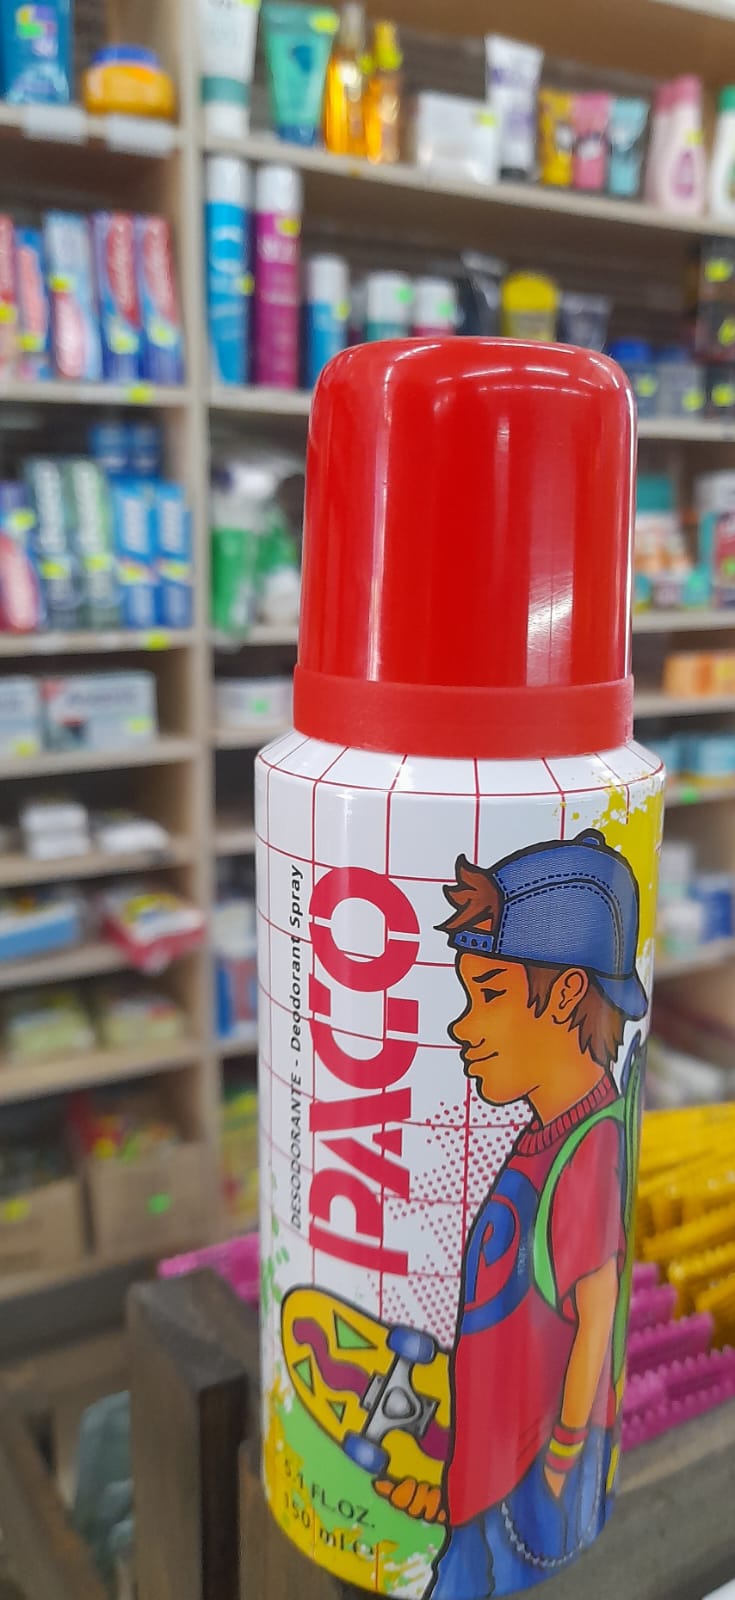 DESODORANTE - Deodorant Spray
PACO
5.1 FL.OZ.
150 ml e